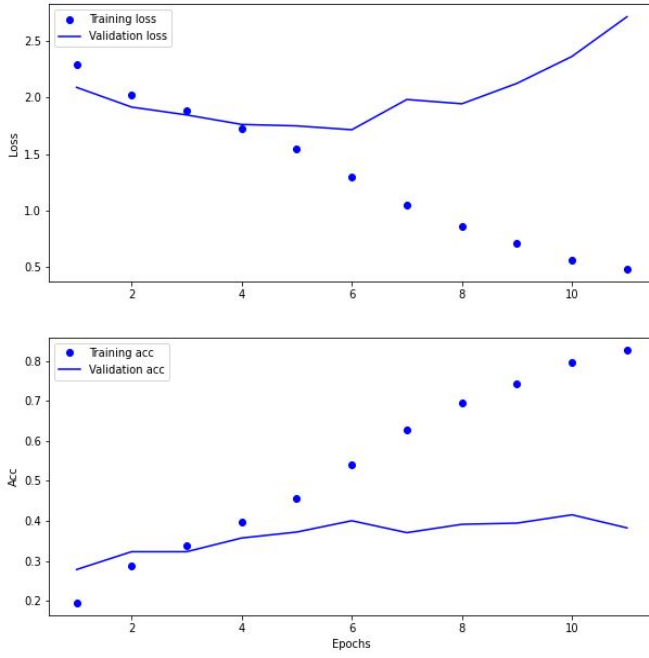 Training loss
Validation loss
2.5
2.0
1.5
1.0
0.5
Loss
2 4 6 8 10
Training acc
Validation acc
0.8
0.7
0.6
0.5
0.4
0.3
0.2
Acc
2 4 6 8 10
Epochs